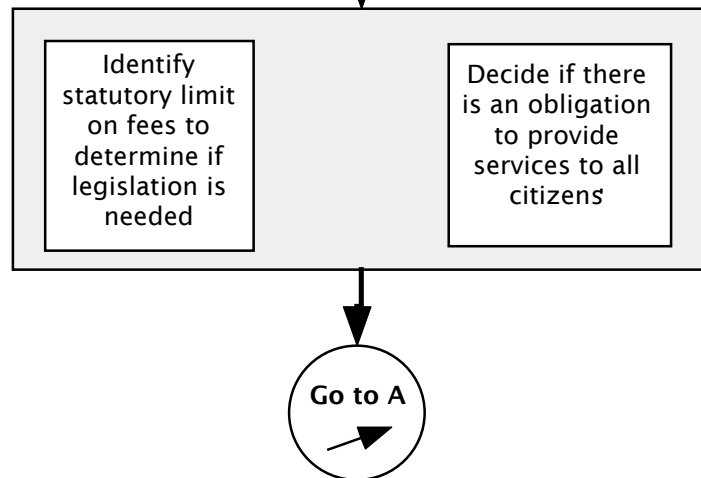 Identify
statutory limit
on fees to
determine if
legislation is
needed
Decide if there
is an obligation
to provide
services to all
citizens
Go to A